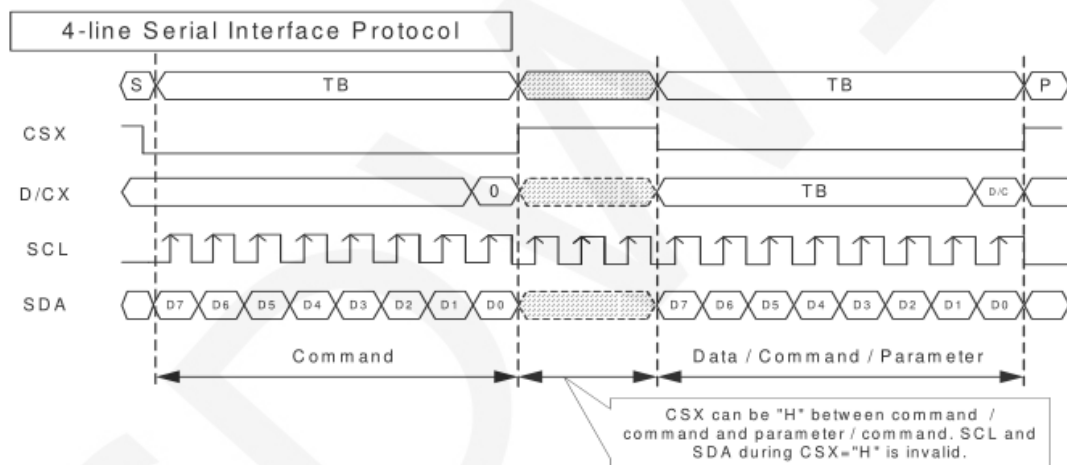 4-line Serial Interface Protocol
S TB TB P
CSX
D/CX 0 TB D/C
SCL
SDA D7 D6 D5 D4 D3 D2 D1 D0 D7 D6 D5 D4 D3 D2 D1 D0
Command Data / Command / Parameter
CSX can be "H" between command /
command and parameter / command. SCL and
SDA during CSX="H" is invalid.